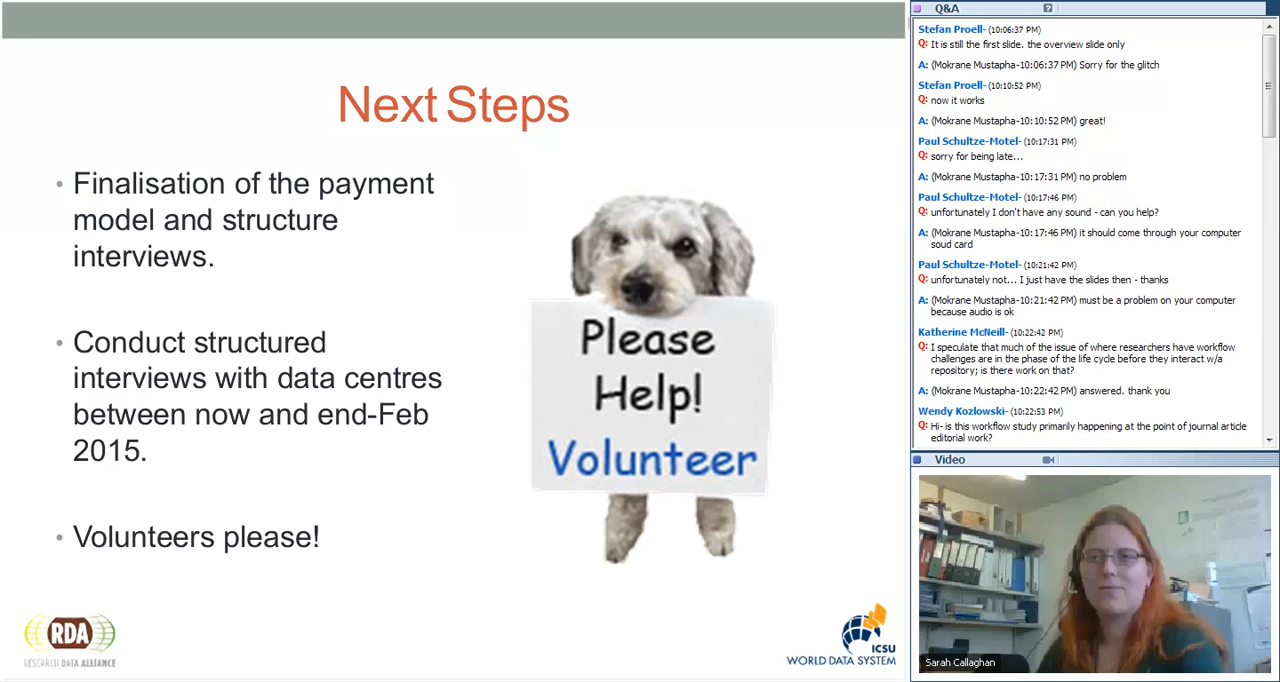 Next Steps
• Finalisation of the payment
model and structure
interviews.
• Conduct structured
interviews with data centres
between now and end-Feb
2015.
• Volunteers please!
Please
Help!
Volunteer
RDA
RESEARCH DATA ALLIANCE
ICSU
WORLD DATA SYSTEM
Q&A
?
Stefan Proell- (10:06:37 PM)
Q: It is still the first slide. the overview slide only
A: (Mokrane Mustapha-10:06:37 PM) Sorry for the glitch
Stefan Proell- (10:10:52 PM)
Q: now it works
A: (Mokrane Mustapha-10:10:52 PM) great!
Paul Schultze-Motel- (10:17:31 PM)
Q: sorry for being late...
A: (Mokrane Mustapha-10:17:31 PM) no problem
Paul Schultze-Motel- (10:17:46 PM)
Q: unfortunately I don't have any sound - can you help?
A: (Mokrane Mustapha-10:17:46 PM) it should come through your computer
soud card
Paul Schultze-Motel- (10:21:42 PM)
Q: unfortunately not... I just have the slides then - thanks
A: (Mokrane Mustapha-10:21:42 PM) must be a problem on your computer
because audio is ok
Katherine McNeill- (10:22:42 PM)
Q: I speculate that much of the issue of where researchers have workflow
challenges are in the phase of the life cycle before they interact w/a
repository; is there work on that?
A: (Mokrane Mustapha-10:22:42 PM) answered. thank you
Wendy Kozlowski- (10:22:53 PM)
Q: Hi- is this workflow study primarily happening at the point of journal article
editorial work?
Video
Sarah Callaghan